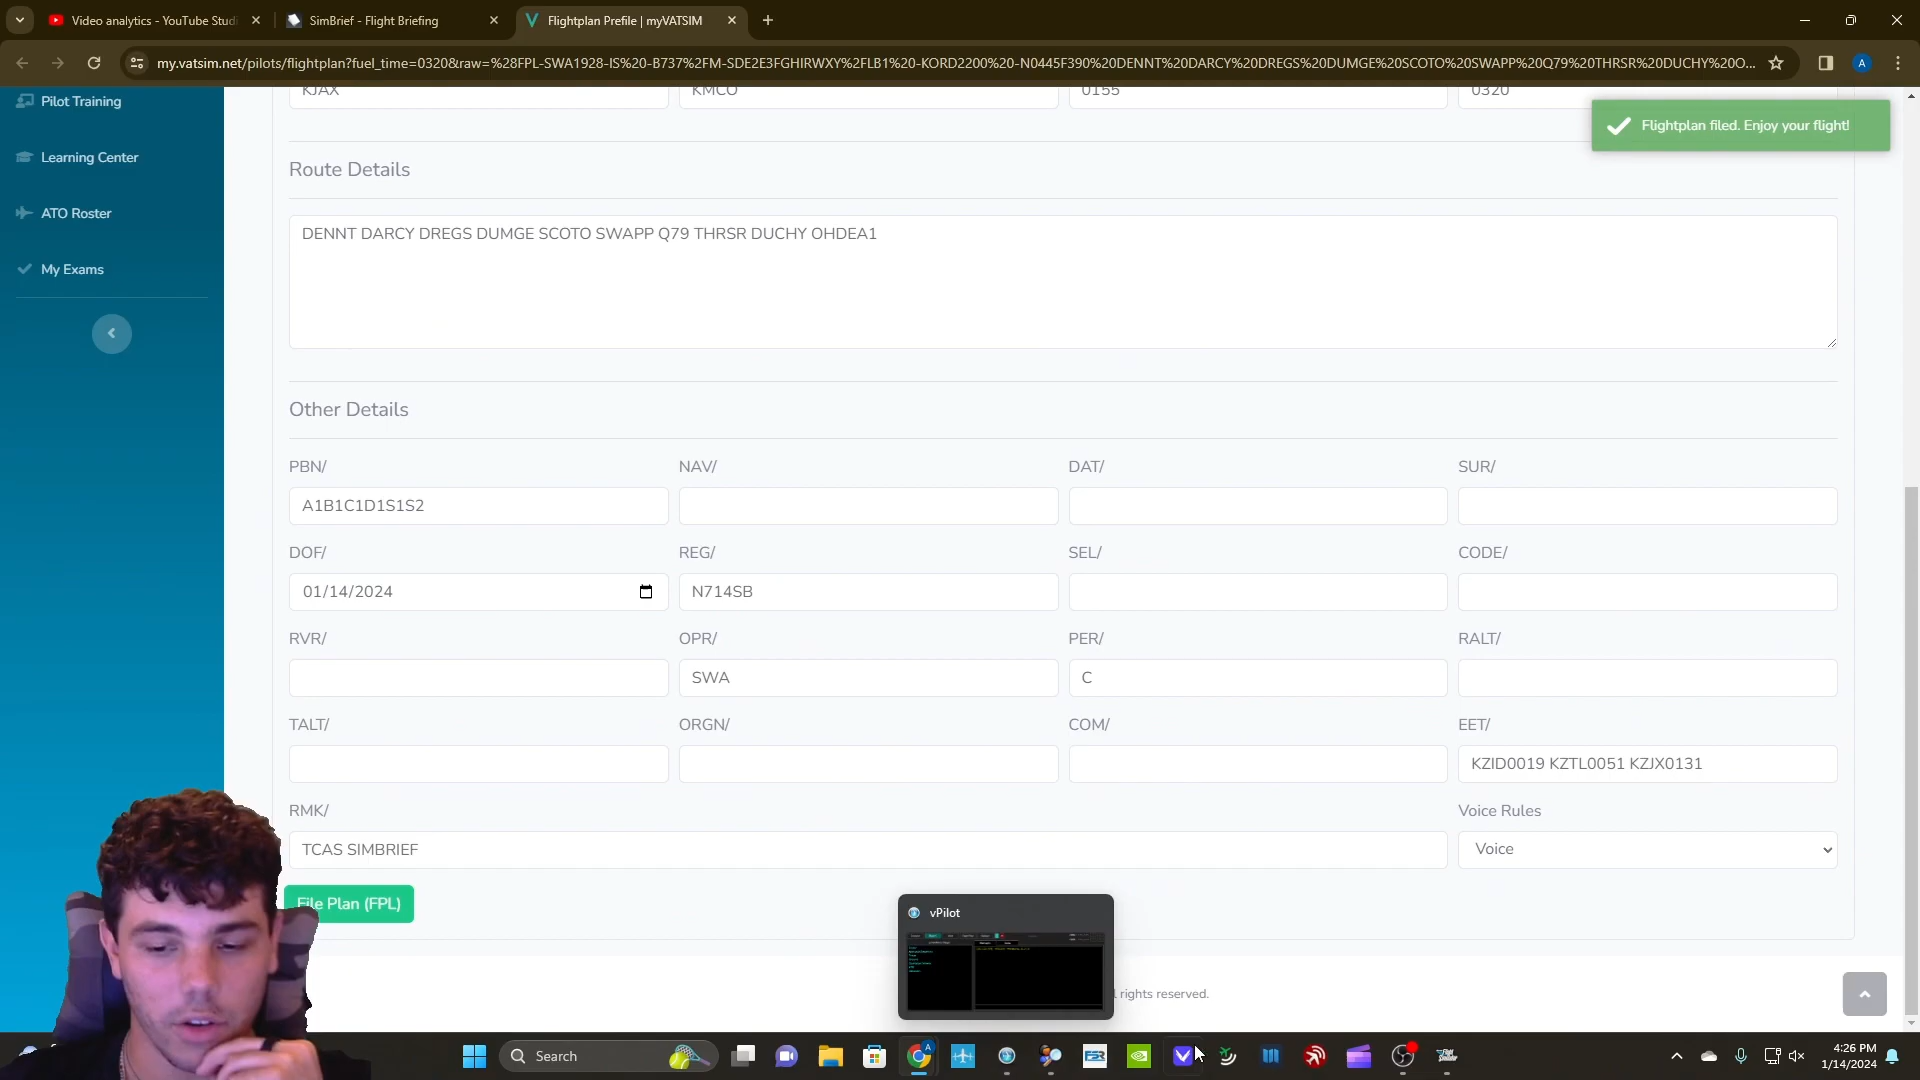 Video analytics - YouTube Studi
SimBrief - Flight Briefing
Flightplan Prefile | myVATSIM
my.vatsim.net/pilots/flightplan?fuel_time=0320&raw=%28FPL-SWA1928-IS%20-B737%2FM-SDE2E3FGHIRWXY%2FLB1%20-KORD2200%20-N0445F390%20DENNT%20DARCY%20DREGS%20DUMGE%20SCOTO%20SWAPP%20Q79%20THRSR%20DUCHY%20O...
A
Pilot Training
Learning Center
ATO Roster
My Exams
KJAX
KMCO
0155
0320
Flightplan filed. Enjoy your flight!
Route Details
DENNT DARCY DREGS DUMGE SCOTO SWAPP Q79 THRSR DUCHY OHDEA1
Other Details
PBN/
NAV/
DAT/
SUR/
A1B1C1D1S1S2
DOF/
REG/
SEL/
CODE/
01/14/2024
N714SB
RVR/
OPR/
PER/
RALT/
SWA
C
TALT/
ORGN/
COM/
EET/
KZID0019 KZTL0051 KZJX0131
RMK/
Voice Rules
TCAS SIMBRIEF
Voice
File Plan (FPL)
vPilot
rights reserved.
Search
A
FSR
4:26 PM
1/14/2024